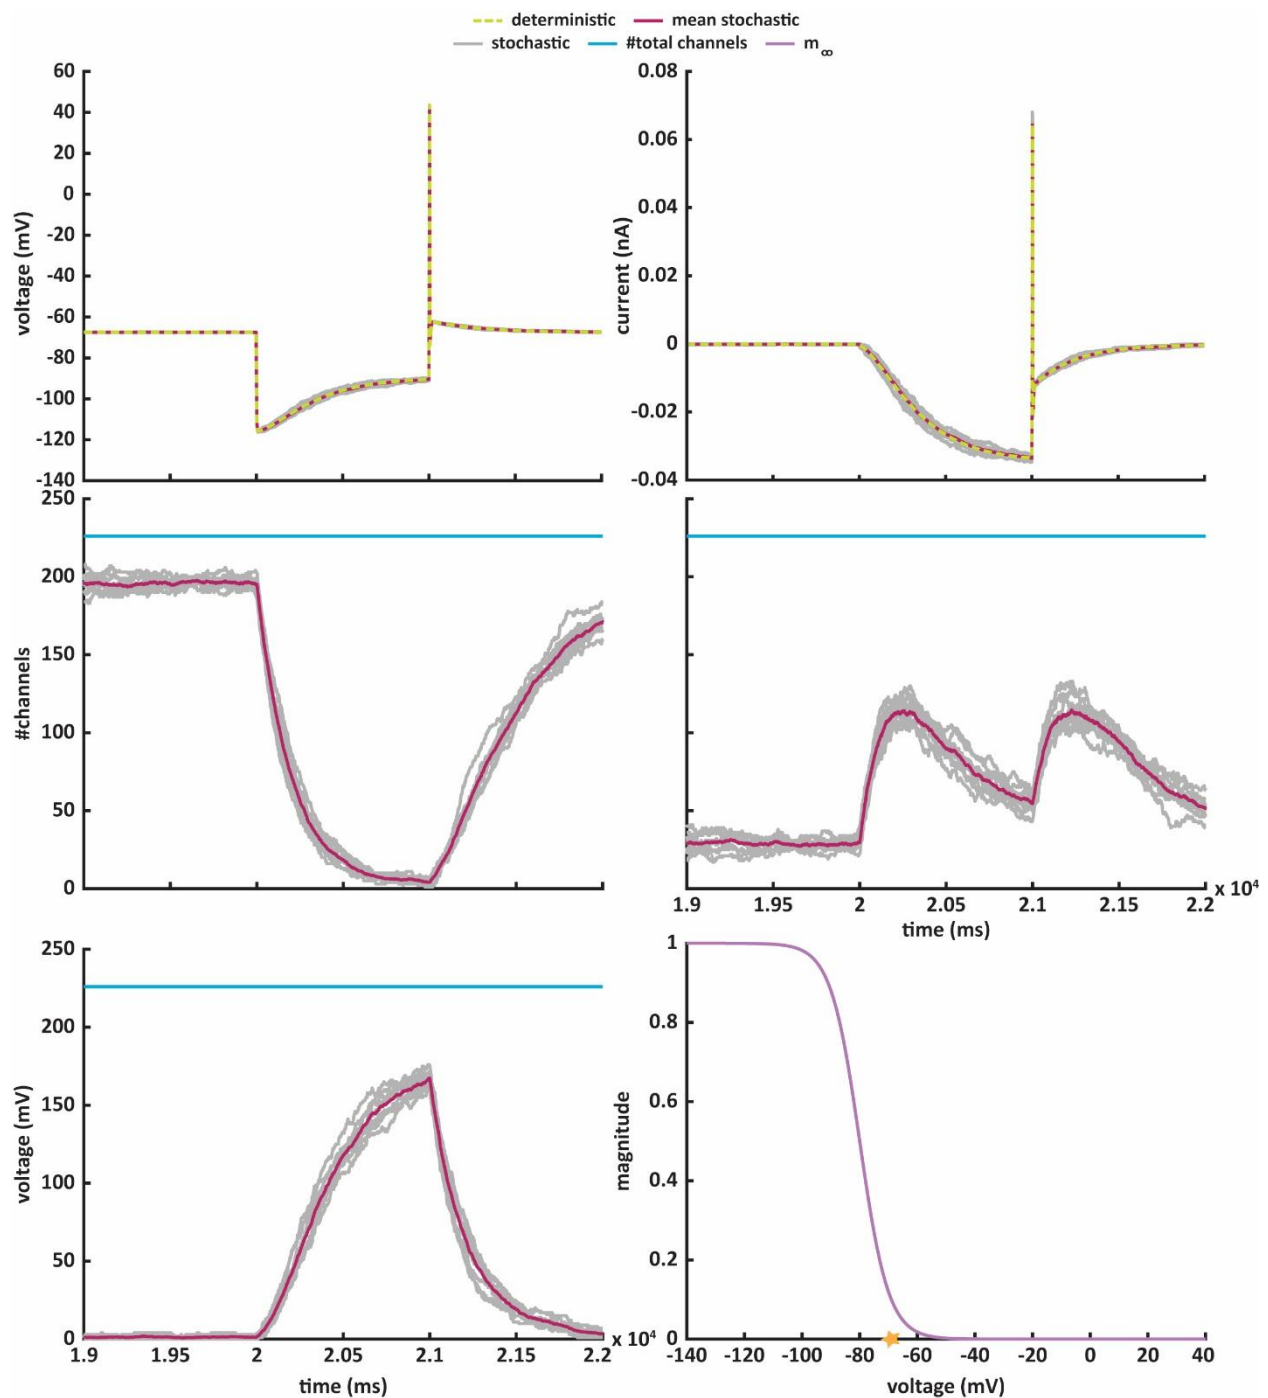 deterministic mean stochastic
stochastic #total channels m∞
60
40
20
0
-20
-40
-60
-80
-100
-120
-140
voltage (mV)
0.08
0.06
0.04
0.02
0
-0.02
-0.04
current (nA)
250
200
150
100
50
0
#channels
1.9 1.95 2 2.05 2.1 2.15 2.2
x 10⁴
time (ms)
250
200
150
100
50
0
voltage (mV)
1.9 1.95 2 2.05 2.1 2.15 2.2
x 10⁴
time (ms)
1
0.8
0.6
0.4
0.2
0
magnitude
-140 -120 -100 -80 -60 -40 -20 0 20 40
voltage (mV)